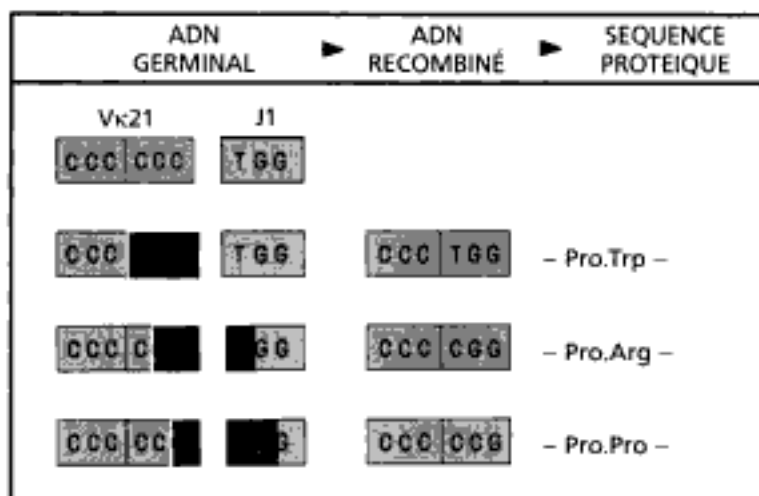 ADN GERMINAL ► ADN RECOMBINÉ ► SEQUENCE PROTEIQUE
Vκ21 J1
CCC CCC TGG
CCC TGG CCC TGG – Pro.Trp –
CCC C GG CCC CGG – Pro.Arg –
CCC CC G CCC CCG – Pro.Pro –